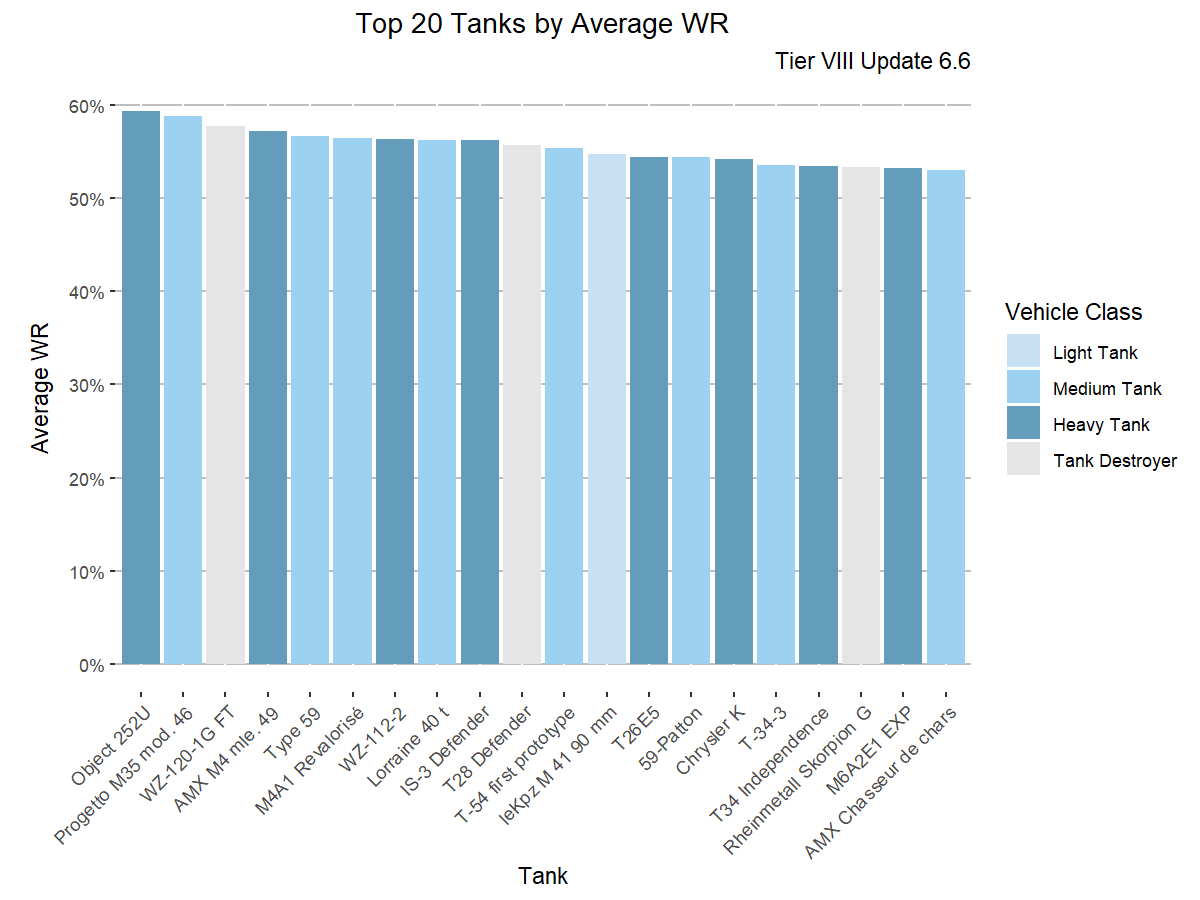 Top 20 Tanks by Average WR
Tier VIII Update 6.6
60%
50%
40%
30%
20%
10%
0%
Average WR
Object 252U
Progetto M35 mod. 46
WZ-120-1G FT
AMX M4 mle. 49
Type 59
M4A1 Revalorisé
WZ-112-2
Lorraine 40 t
IS-3 Defender
T28 Defender
T-54 first prototype
leKpz M 41 90 mm
T26E5
59-Patton
Chrysler K
T-34-3
T34 Independence
Rheinmetall Skorpion G
M6A2E1 EXP
AMX Chasseur de chars
Tank
Vehicle Class
Light Tank
Medium Tank
Heavy Tank
Tank Destroyer